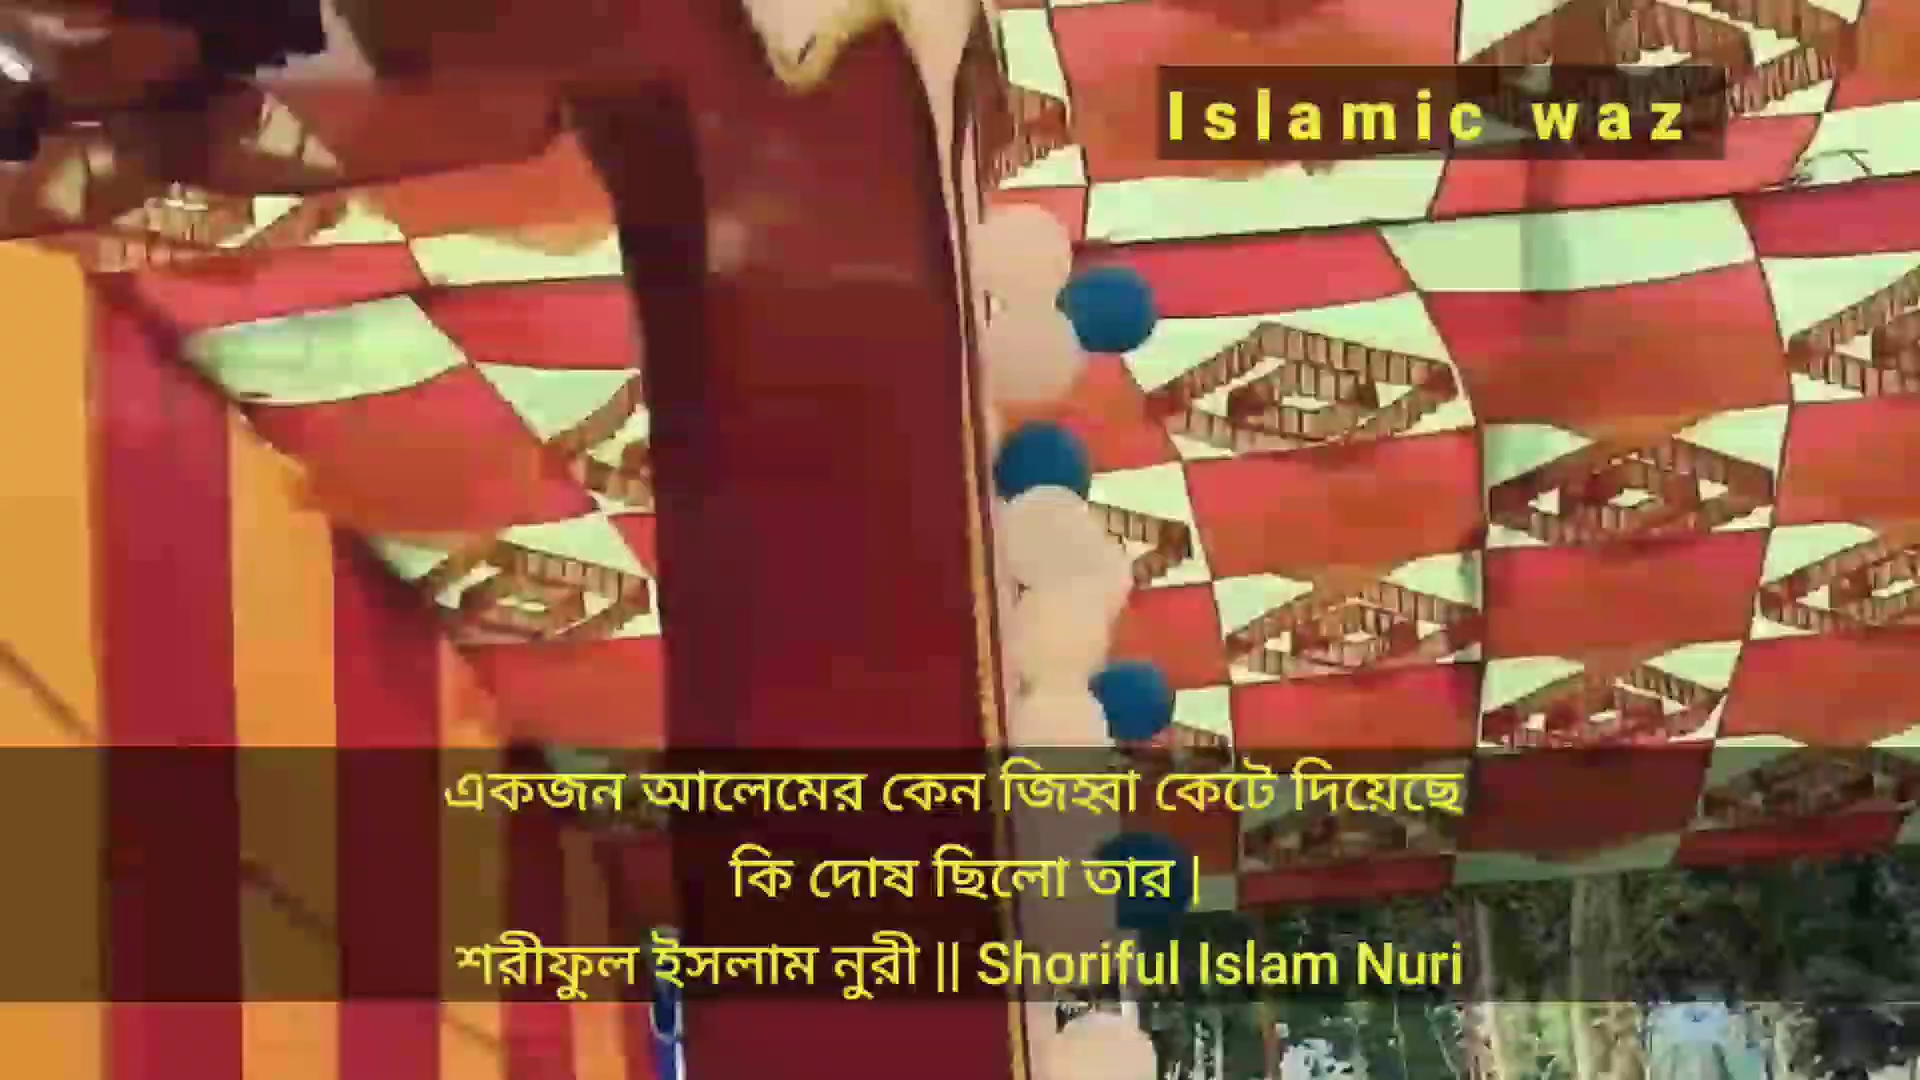 Islamic waz
একজন আলেমের কেন জিহ্বা কেটে দিয়েছে
কি দোষ ছিলো তার |
শরীফুল ইসলাম নুরী || Shoriful Islam Nuri